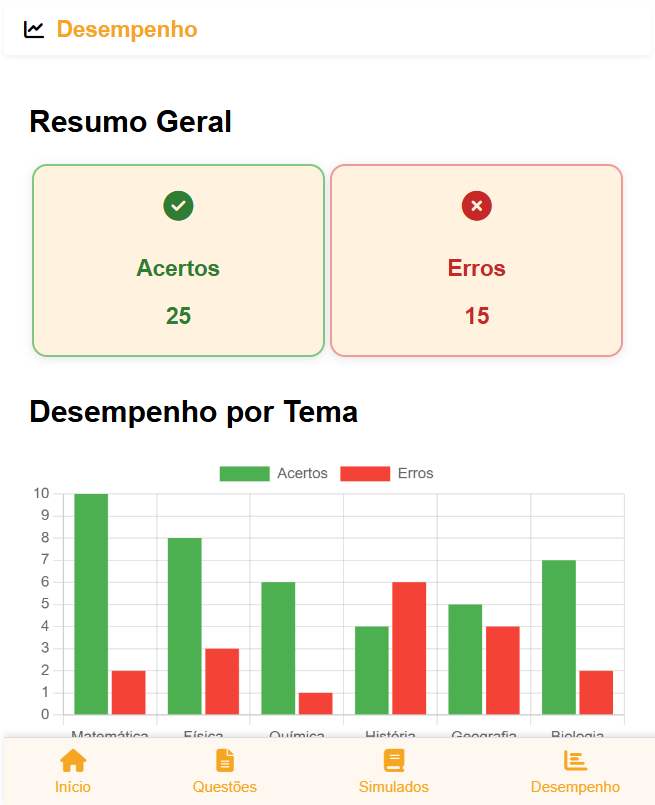 Desempenho
Resumo Geral
Acertos
25
Erros
15
Desempenho por Tema
Acertos Erros
10
9
8
7
6
5
4
3
2
1
0
Matemática Física Química História Geografia Biologia
Início Questões Simulados Desempenho